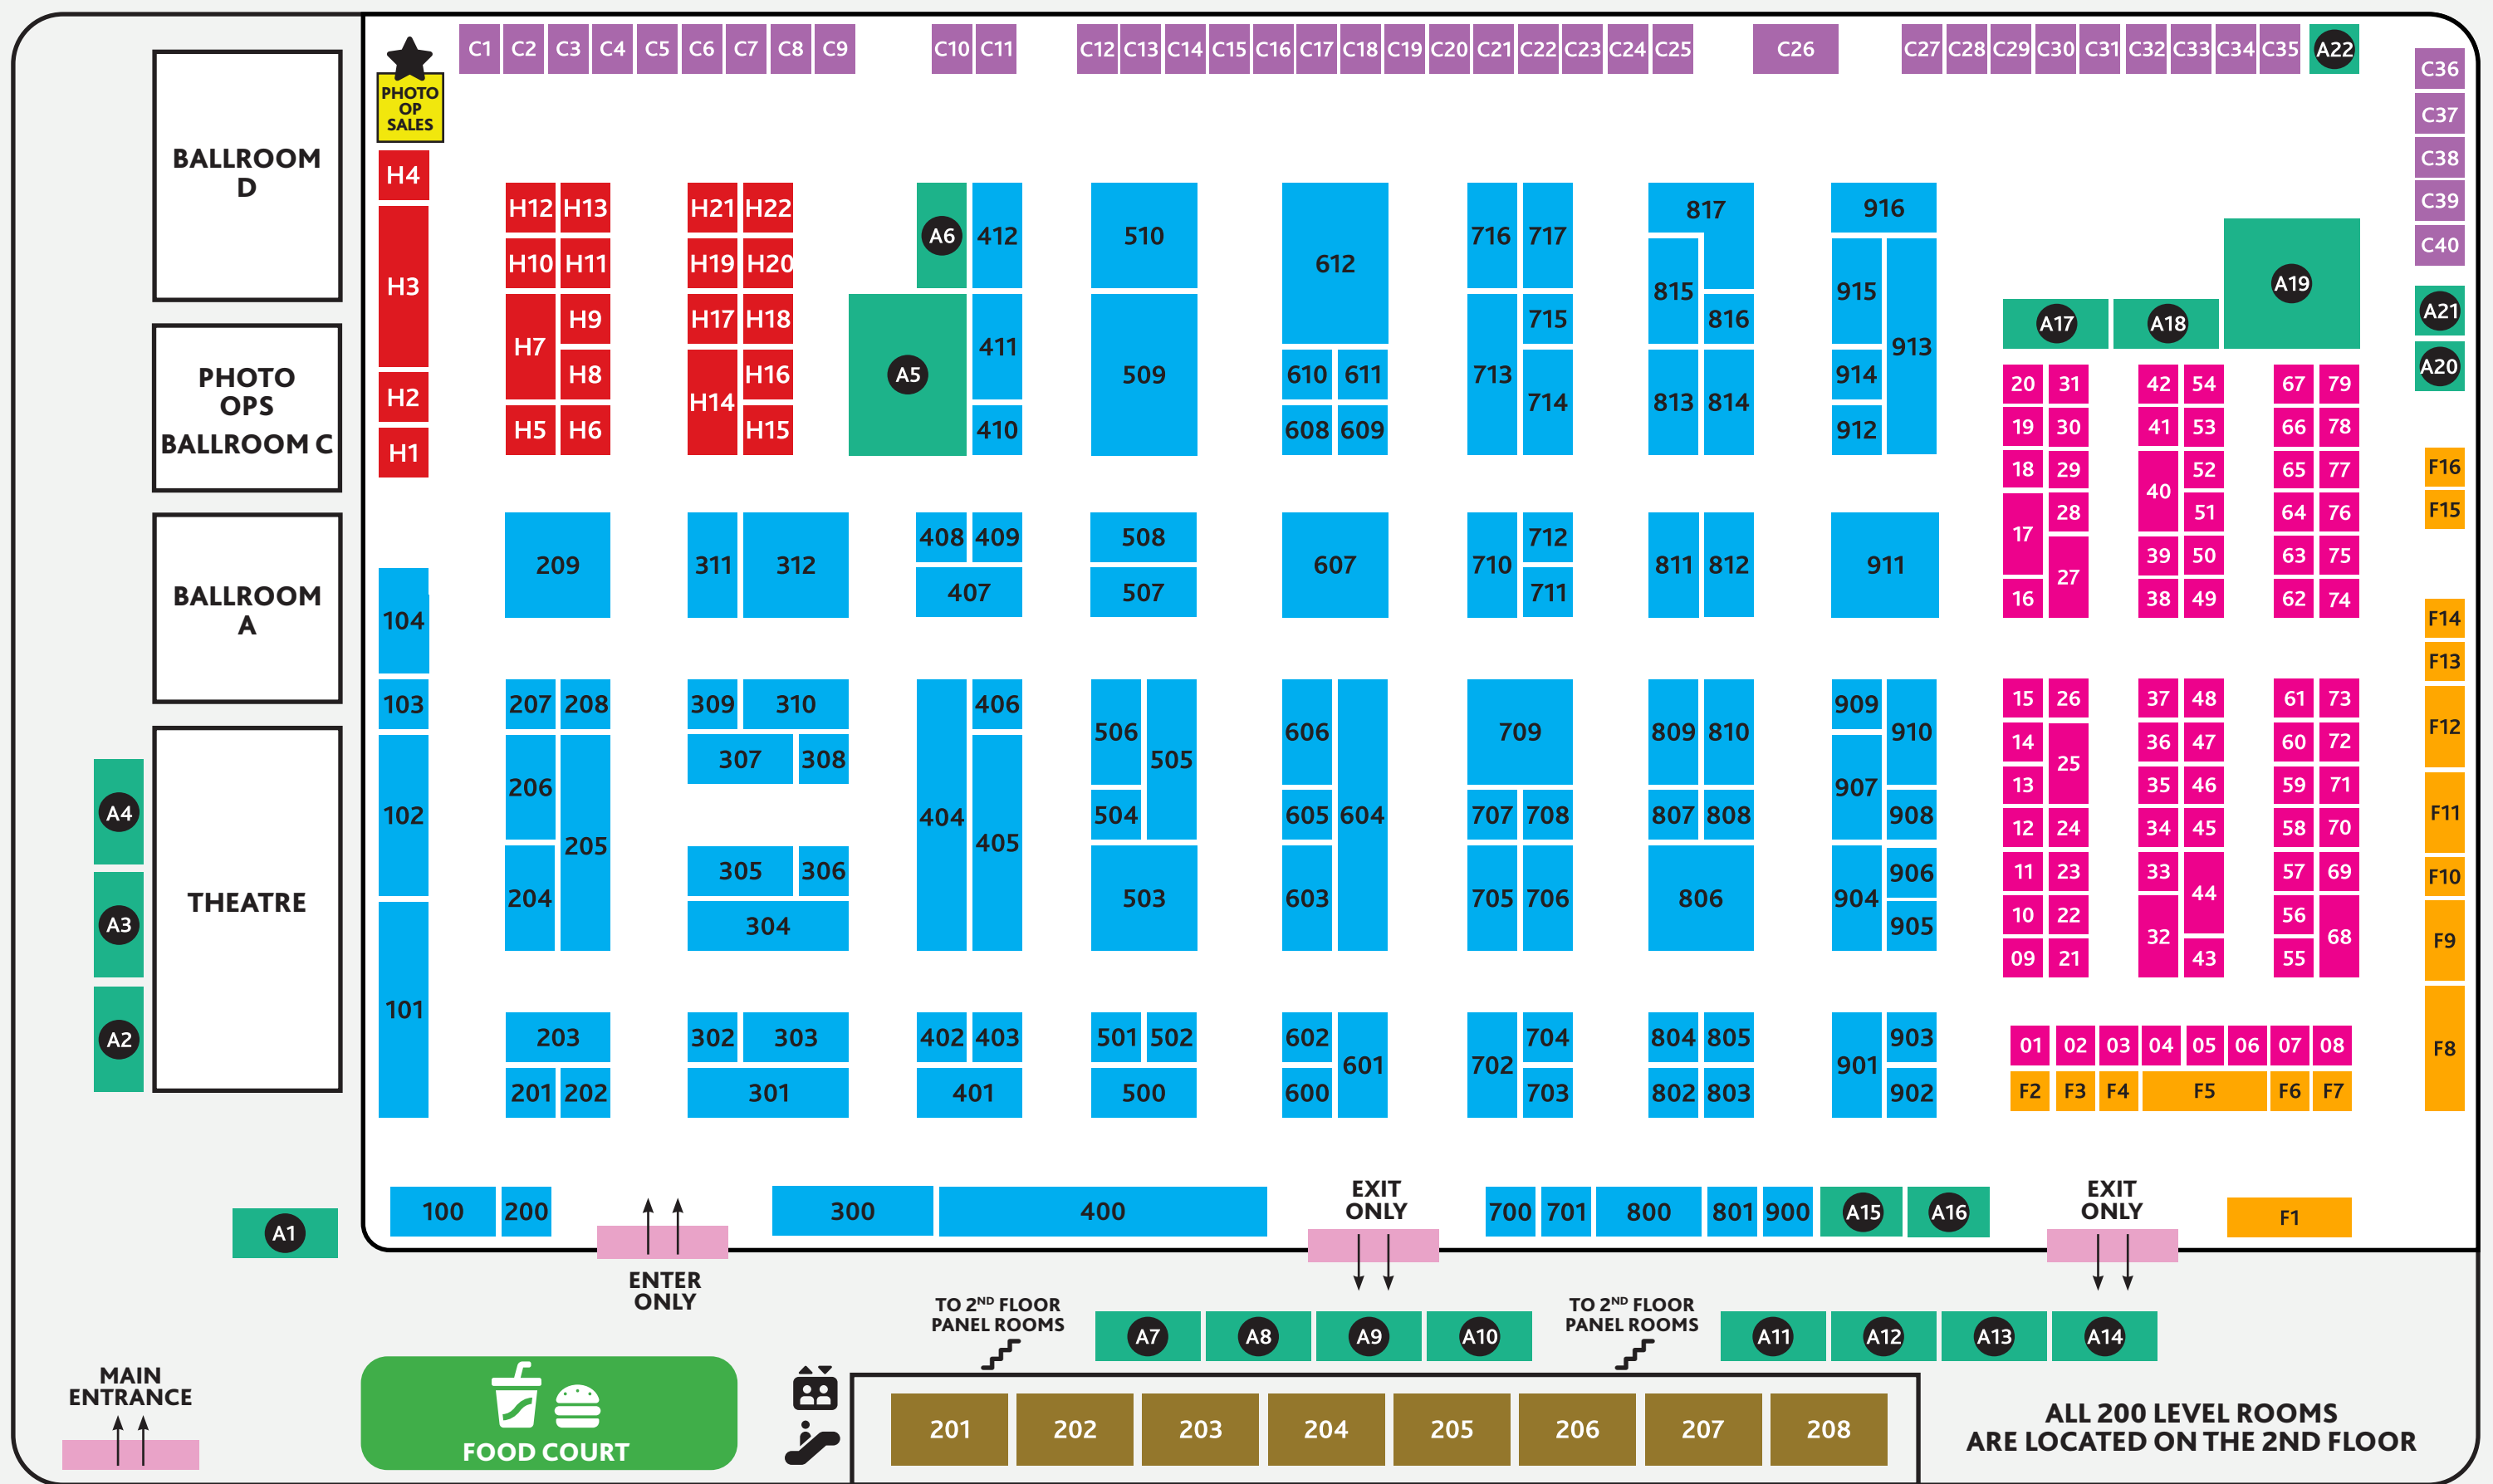 C1 C2 C3 C4 C5 C6 C7 C8 C9 C10 C11 C12 C13 C14 C15 C16 C17 C18 C19 C20 C21 C22 C23 C24 C25 C26 C27 C28 C29 C30 C31 C32 C33 C34 C35 A22
C36
C37
C38
C39
C40
A21
A20
PHOTO
OP
SALES
BALLROOM
D
PHOTO
OPS
BALLROOM C
BALLROOM
A
THEATRE
A4
A3
A2
A1
H4
H3
H2
H1
104
103
102
101
H12 H13
H10 H11
H7 H9
H8
H5 H6
H21 H22
H19 H20
H17 H18
H14 H16
H15
A6 412
A5 411
410
510
509
612
610 611
608 609
716 717
713 715
714
817
815 816
813 814
916
915 913
914
912
A17 A18 A19
209
311 312
408 409
407
508
507
607
710 712
711
811 812
911
207 208
206 205
204
309 310
307 308
305 306
304
404 406
405
506 505
504
503
606 604
605
603
709
707 708
705 706
809 810
807 808
806
909 910
907 908
904 906
905
203
201 202
302 303
301
402 403
401
501 502
500
602 601
600
702 704
703
804 805
802 803
901 903
902
20 31 42 54 67 79
19 30 41 53 66 78
18 29 40 52 65 77
17 28 51 64 76
27 39 50 63 75
16 38 49 62 74
15 26 37 48 61 73
14 25 36 47 60 72
13 35 46 59 71
12 24 34 45 58 70
11 23 33 44 57 69
10 22 32 56 68
09 21 43 55
01 02 03 04 05 06 07 08
F2 F3 F4 F5 F6 F7
F16
F15
F14
F13
F12
F11
F10
F9
F8
100 200 300 400
700 701 800 801 900 A15 A16
F1
ENTER
ONLY
EXIT
ONLY
EXIT
ONLY
TO 2ND FLOOR
PANEL ROOMS
A7 A8 A9 A10
TO 2ND FLOOR
PANEL ROOMS
A11 A12 A13 A14
MAIN
ENTRANCE
FOOD COURT
201 202 203 204 205 206 207 208
ALL 200 LEVEL ROOMS
ARE LOCATED ON THE 2ND FLOOR